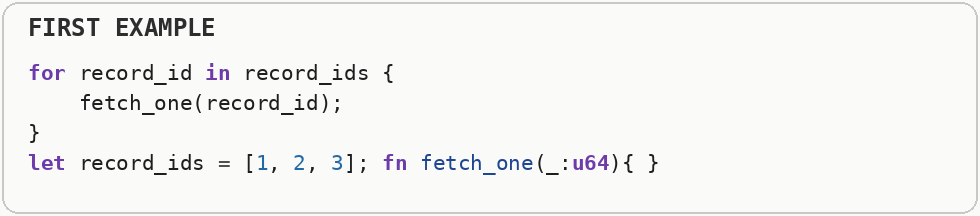 FIRST EXAMPLE
for record_id in record_ids {
    fetch_one(record_id);
}
let record_ids = [1, 2, 3]; fn fetch_one(_:u64){ }